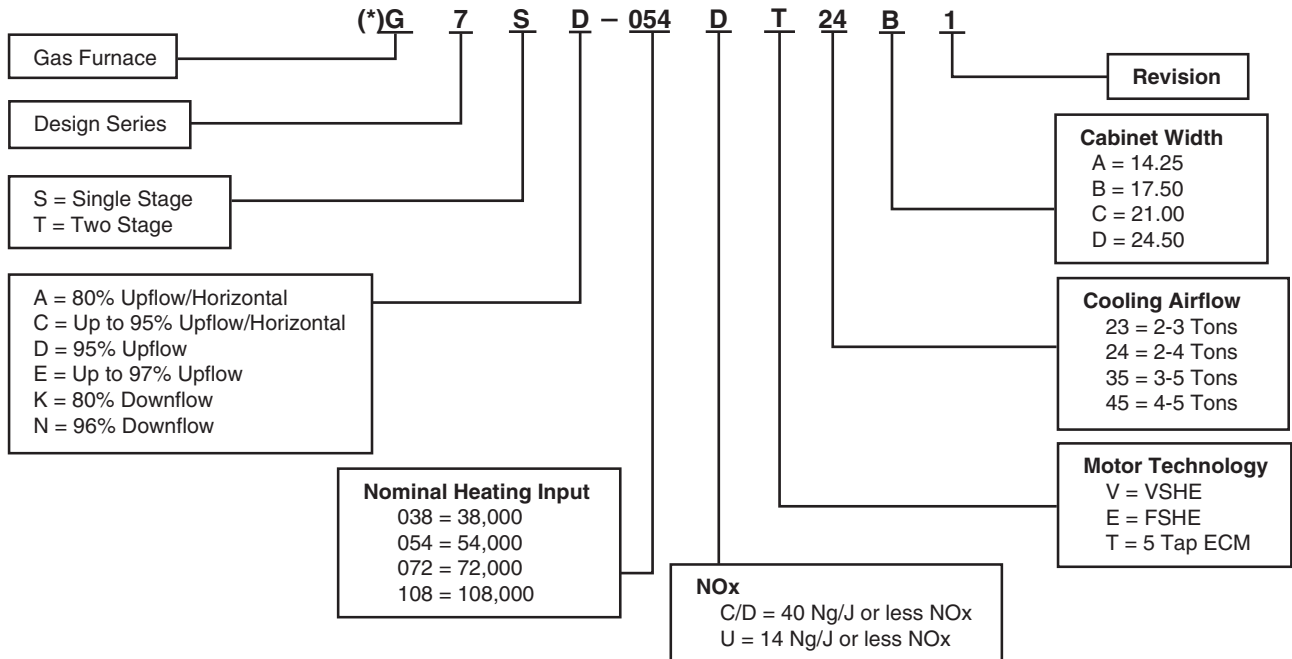 (*)G 7 S D – 054 D T 24 B 1
Gas Furnace
Design Series
S = Single Stage
T = Two Stage
A = 80% Upflow/Horizontal
C = Up to 95% Upflow/Horizontal
D = 95% Upflow
E = Up to 97% Upflow
K = 80% Downflow
N = 96% Downflow
Nominal Heating Input
038 = 38,000
054 = 54,000
072 = 72,000
108 = 108,000
NOx
C/D = 40 Ng/J or less NOx
U = 14 Ng/J or less NOx
Motor Technology
V = VSHE
E = FSHE
T = 5 Tap ECM
Cooling Airflow
23 = 2-3 Tons
24 = 2-4 Tons
35 = 3-5 Tons
45 = 4-5 Tons
Cabinet Width
A = 14.25
B = 17.50
C = 21.00
D = 24.50
Revision